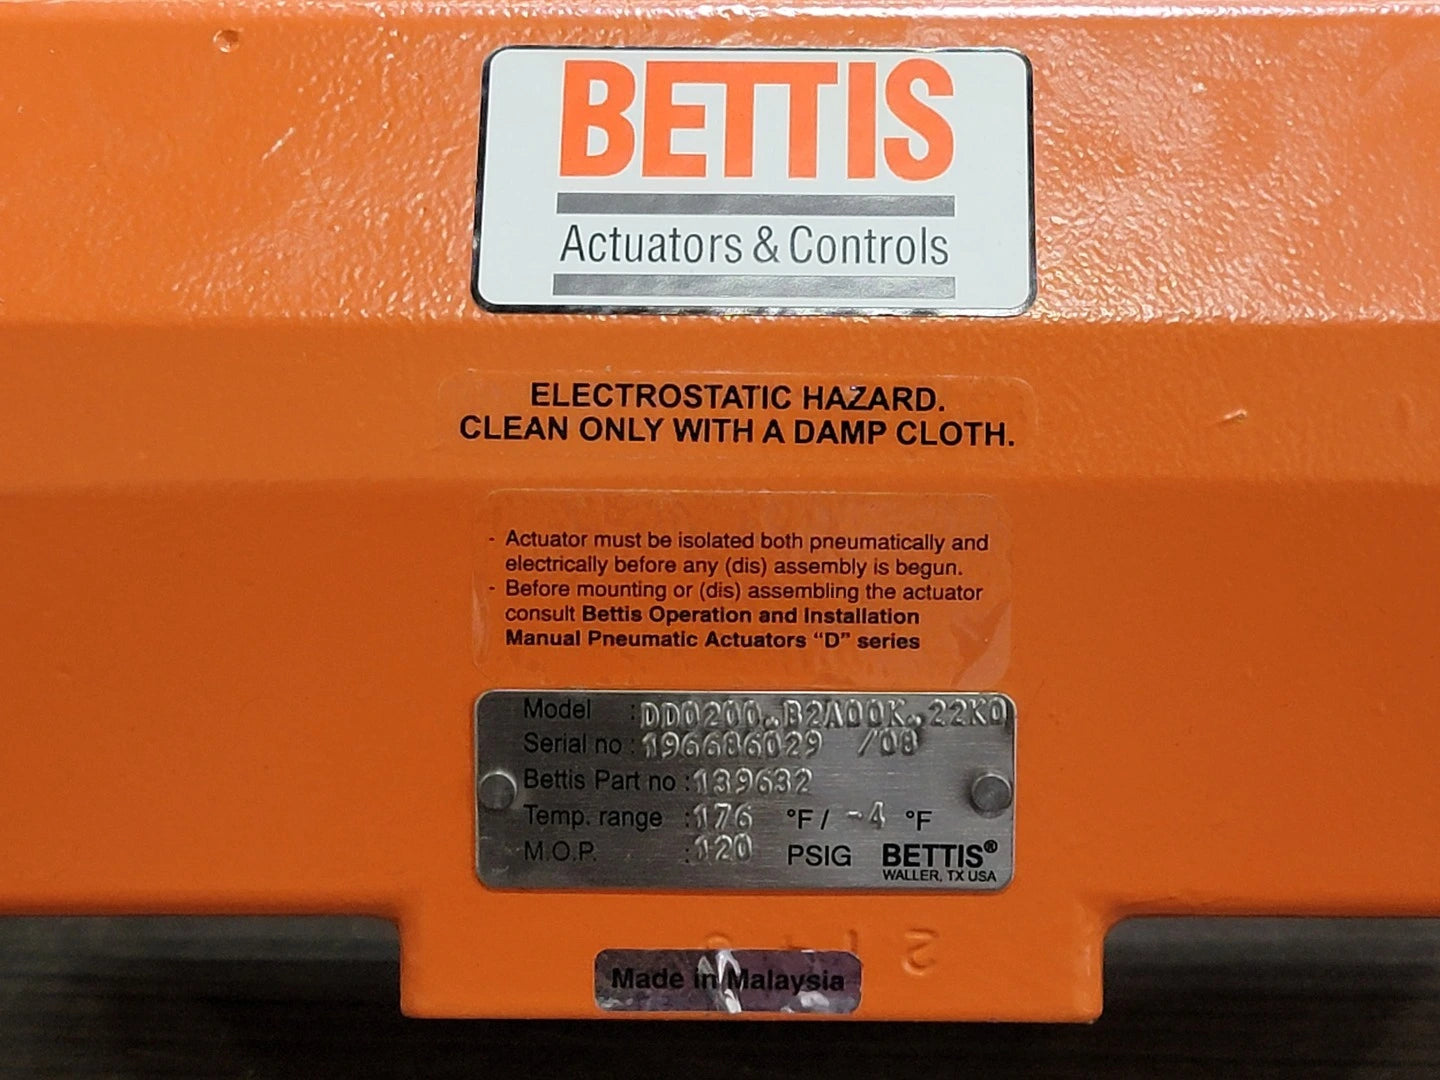 BETTIS
Actuators & Controls
ELECTROSTATIC HAZARD.
CLEAN ONLY WITH A DAMP CLOTH.
- Actuator must be isolated both pneumatically and
electrically before any (dis) assembly is begun.
- Before mounting or (dis) assembling the actuator
consult Bettis Operation and Installation
Manual Pneumatic Actuators “D” series
Model : DD0200..B2A00K..22K0
Serial no : 196686029 /08
Bettis Part no : 139632
Temp. range : 176 °F / -4 °F
M.O.P. : 120 PSIG BETTIS®
WALLER, TX USA
Made in Malaysia